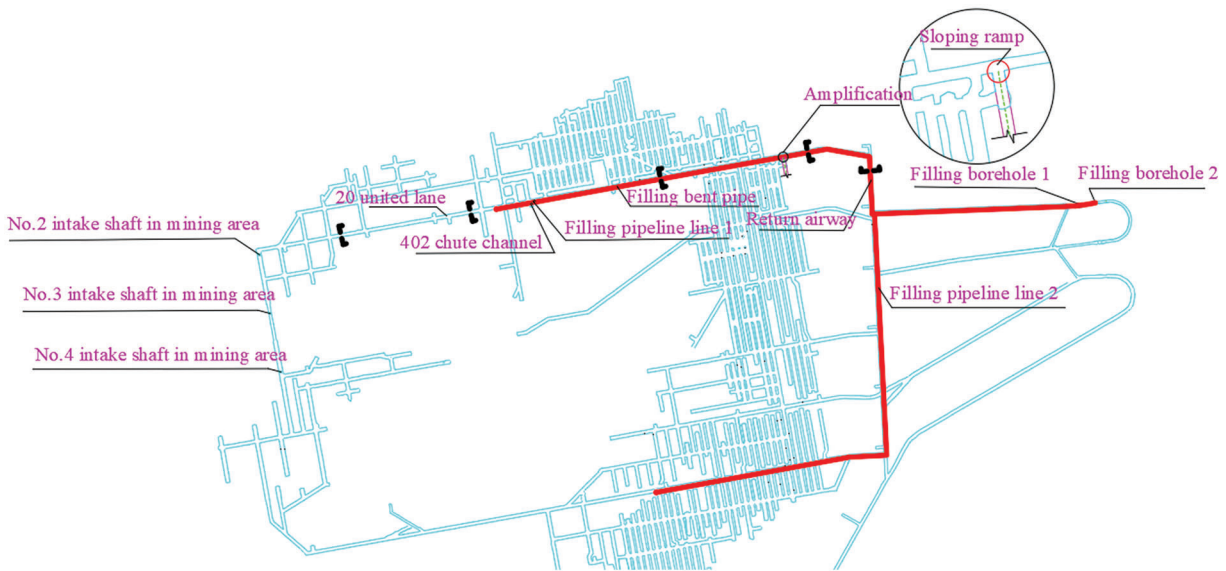 Sloping ramp
Amplification
Filling borehole 1
Filling borehole 2
20 united lane
Filling bent pipe
No.2 intake shaft in mining area
402 chute channel
Filling pipeline line 1
Return airway
No.3 intake shaft in mining area
Filling pipeline line 2
No.4 intake shaft in mining area